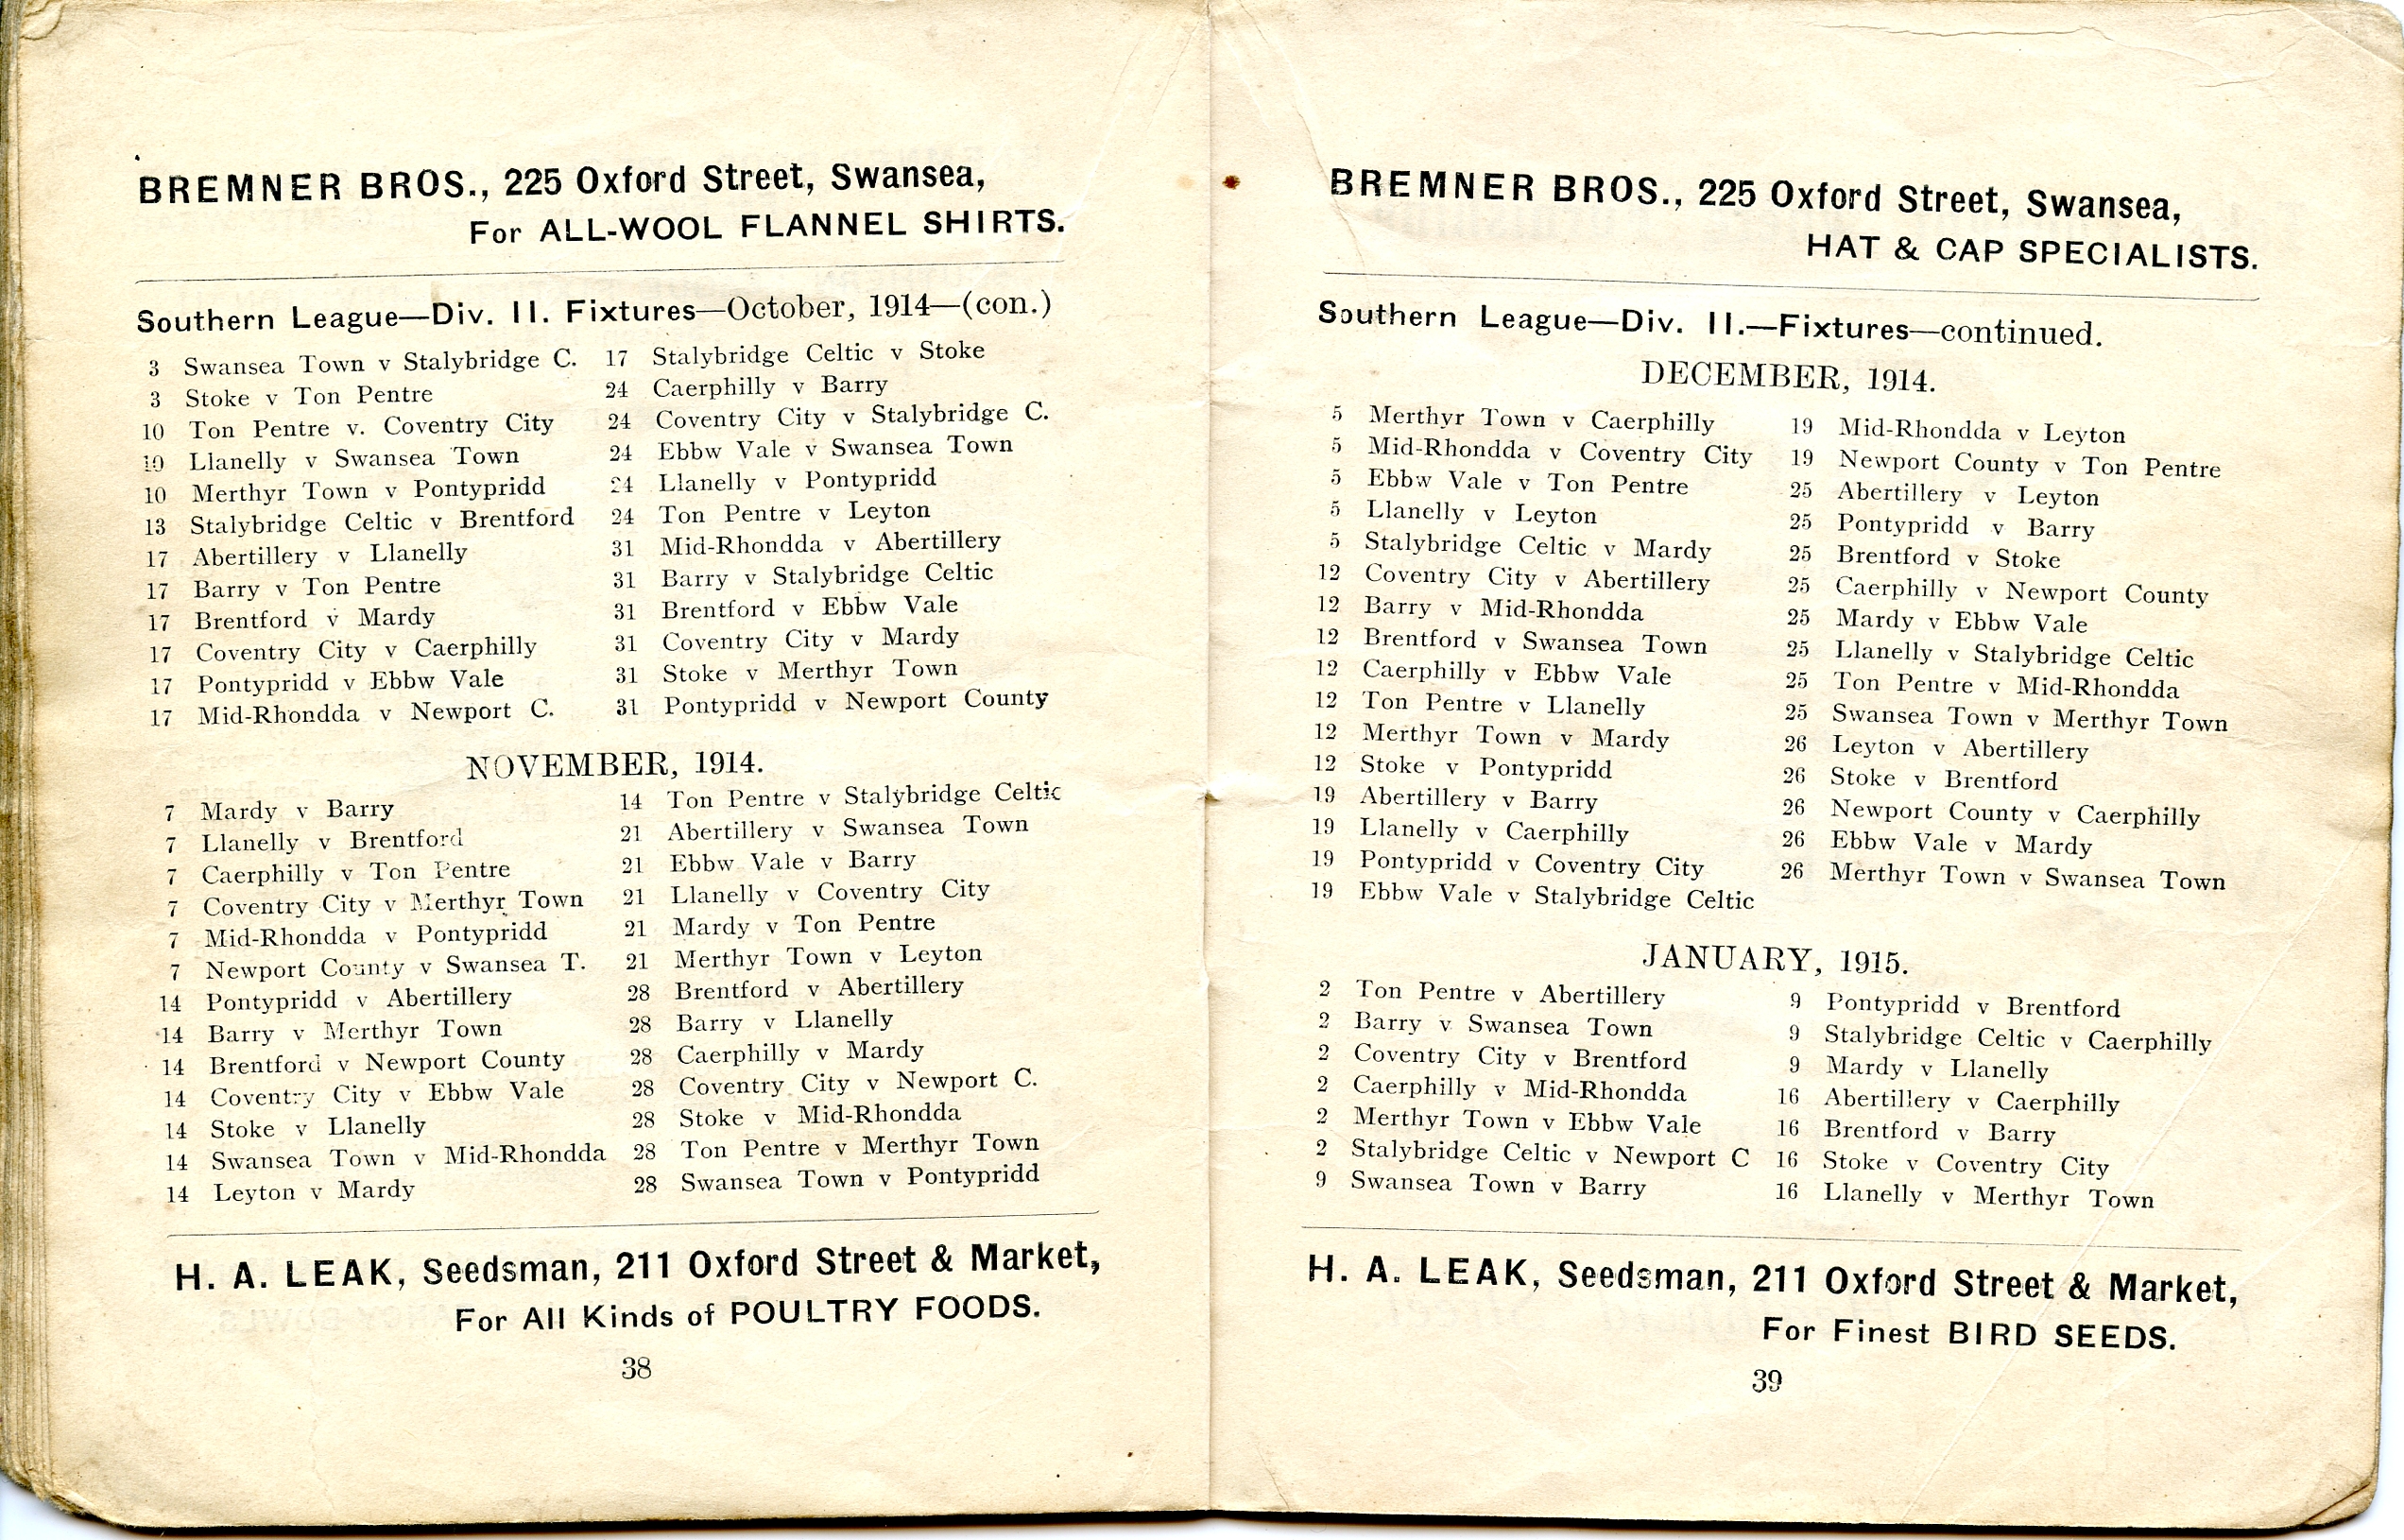 BREMNER BROS., 225 Oxford Street, Swansea,
For ALL-WOOL FLANNEL SHIRTS.
Southern League—Div. II. Fixtures—October, 1914—(con.)
3 Swansea Town v Stalybridge C.
3 Stoke v Ton Pentre
10 Ton Pentre v. Coventry City
10 Llanelly v Swansea Town
10 Merthyr Town v Pontypridd
13 Stalybridge Celtic v Brentford
17 Abertillery v Llanelly
17 Barry v Ton Pentre
17 Brentford v Mardy
17 Coventry City v Caerphilly
17 Pontypridd v Ebbw Vale
17 Mid-Rhondda v Newport C.
17 Stalybridge Celtic v Stoke
24 Caerphilly v Barry
24 Coventry City v Stalybridge C.
24 Ebbw Vale v Swansea Town
24 Llanelly v Pontypridd
24 Ton Pentre v Leyton
31 Mid-Rhondda v Abertillery
31 Barry v Stalybridge Celtic
31 Brentford v Ebbw Vale
31 Coventry City v Mardy
31 Stoke v Merthyr Town
31 Pontypridd v Newport County
NOVEMBER, 1914.
7 Mardy v Barry
7 Llanelly v Brentford
7 Caerphilly v Ton Pentre
7 Coventry City v Merthyr Town
7 Mid-Rhondda v Pontypridd
7 Newport County v Swansea T.
14 Pontypridd v Abertillery
14 Barry v Merthyr Town
14 Brentford v Newport County
14 Coventry City v Ebbw Vale
14 Stoke v Llanelly
14 Swansea Town v Mid-Rhondda
14 Leyton v Mardy
14 Ton Pentre v Stalybridge Celtic
21 Abertillery v Swansea Town
21 Ebbw Vale v Barry
21 Llanelly v Coventry City
21 Mardy v Ton Pentre
21 Merthyr Town v Leyton
28 Brentford v Abertillery
28 Barry v Llanelly
28 Caerphilly v Mardy
28 Coventry City v Newport C.
28 Stoke v Mid-Rhondda
28 Ton Pentre v Merthyr Town
28 Swansea Town v Pontypridd
H. A. LEAK, Seedsman, 211 Oxford Street & Market,
For All Kinds of POULTRY FOODS.
38
BREMNER BROS., 225 Oxford Street, Swansea,
HAT & CAP SPECIALISTS.
Southern League—Div. II.—Fixtures—continued.
DECEMBER, 1914.
5 Merthyr Town v Caerphilly
5 Mid-Rhondda v Coventry City
5 Ebbw Vale v Ton Pentre
5 Llanelly v Leyton
5 Stalybridge Celtic v Mardy
12 Coventry City v Abertillery
12 Barry v Mid-Rhondda
12 Brentford v Swansea Town
12 Caerphilly v Ebbw Vale
12 Ton Pentre v Llanelly
12 Merthyr Town v Mardy
12 Stoke v Pontypridd
19 Abertillery v Barry
19 Llanelly v Caerphilly
19 Pontypridd v Coventry City
19 Ebbw Vale v Stalybridge Celtic
19 Mid-Rhondda v Leyton
19 Newport County v Ton Pentre
25 Abertillery v Leyton
25 Pontypridd v Barry
25 Brentford v Stoke
25 Caerphilly v Newport County
25 Mardy v Ebbw Vale
25 Llanelly v Stalybridge Celtic
25 Ton Pentre v Mid-Rhondda
25 Swansea Town v Merthyr Town
26 Leyton v Abertillery
26 Stoke v Brentford
26 Newport County v Caerphilly
26 Ebbw Vale v Mardy
26 Merthyr Town v Swansea Town
JANUARY, 1915.
2 Ton Pentre v Abertillery
2 Barry v Swansea Town
2 Coventry City v Brentford
2 Caerphilly v Mid-Rhondda
2 Merthyr Town v Ebbw Vale
2 Stalybridge Celtic v Newport C
9 Swansea Town v Barry
9 Pontypridd v Brentford
9 Stalybridge Celtic v Caerphilly
9 Mardy v Llanelly
16 Abertillery v Caerphilly
16 Brentford v Barry
16 Stoke v Coventry City
16 Llanelly v Merthyr Town
H. A. LEAK, Seedsman, 211 Oxford Street & Market,
For Finest BIRD SEEDS.
39